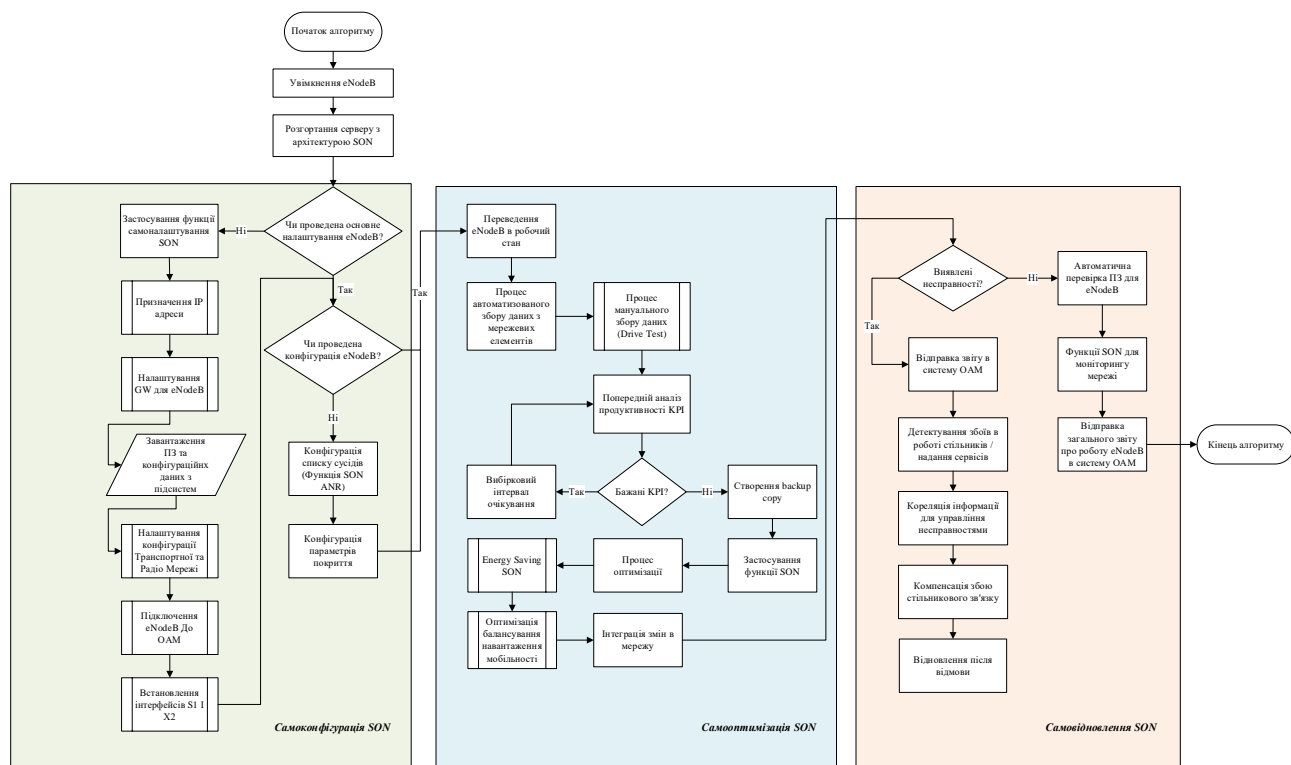 Початок алгоритму
Увімкнення eNodeB
Розгортання серверу з
архітектурою SON
Чи проведена основне
налаштування eNodeB?
Ні
Застосування функції
самоналаштування
SON
Призначення IP
адреси
Налаштування
GW для eNodeB
Завантаження
ПЗ та
конфігураційних
даних з
підсистем
Налаштування
конфігурації
Транспортної та
Радіо Мережі
Підключення
eNodeB До
OAM
Встановлення
інтерфейсів S1 I
X2
Так
Чи проведена
конфігурація eNodeB?
Так
Ні
Конфігурація
списку сусідів
(Функція SON
ANR)
Конфігурація
параметрів
покриття
Самоконфігурація SON
Переведення
eNodeB в робочий
стан
Процес
автоматизованого
збору даних з
мережевих
елементів
Процес
мануального
збору даних
(Drive Test)
Попередній аналіз
продуктивності KPI
Бажані KPI?
Так
Вибірковий
інтервал
очікування
Ні
Створення backup
copy
Застосування
функції SON
Процес
оптимізації
Energy Saving
SON
Оптимізація
балансування
навантаження
мобільності
Інтеграція змін в
мережу
Самооптимізація SON
Виявлені
несправності?
Так
Ні
Відправка звіту в
систему OAM
Детектування збоїв в
роботі стільників /
надання сервісів
Кореляція інформації
для управління
несправностями
Компенсація збою
стільникового зв'язку
Відновлення після
відмови
Автоматична
перевірка ПЗ для
eNodeB
Функції SON для
моніторингу
мережі
Відправка
загального звіту
про роботу eNodeB
в систему OAM
Самовідновлення SON
Кінець алгоритму